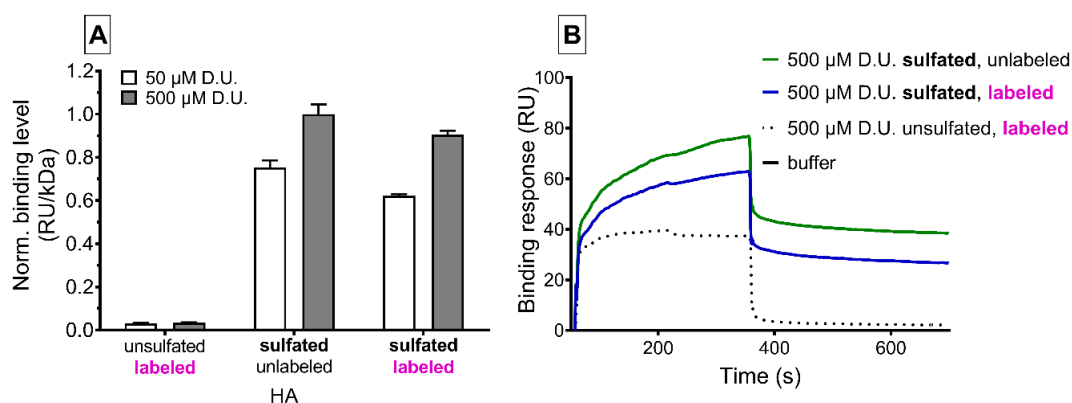 A
Norm. binding level
(RU/kDa)
50 µM D.U.
500 µM D.U.
1.2
1.0
0.8
0.6
0.4
0.2
0.0
unsulfated
labeled
sulfated
unlabeled
sulfated
labeled
HA
B
500 µM D.U. sulfated, unlabeled
500 µM D.U. sulfated, labeled
500 µM D.U. unsulfated, labeled
buffer
Binding response (RU)
100
80
60
40
20
0
200
400
600
Time (s)